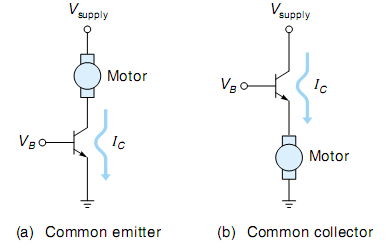 Vsupply
Vsupply
Motor
VB
IC
VB
IC
Motor
(a) Common emitter
(b) Common collector